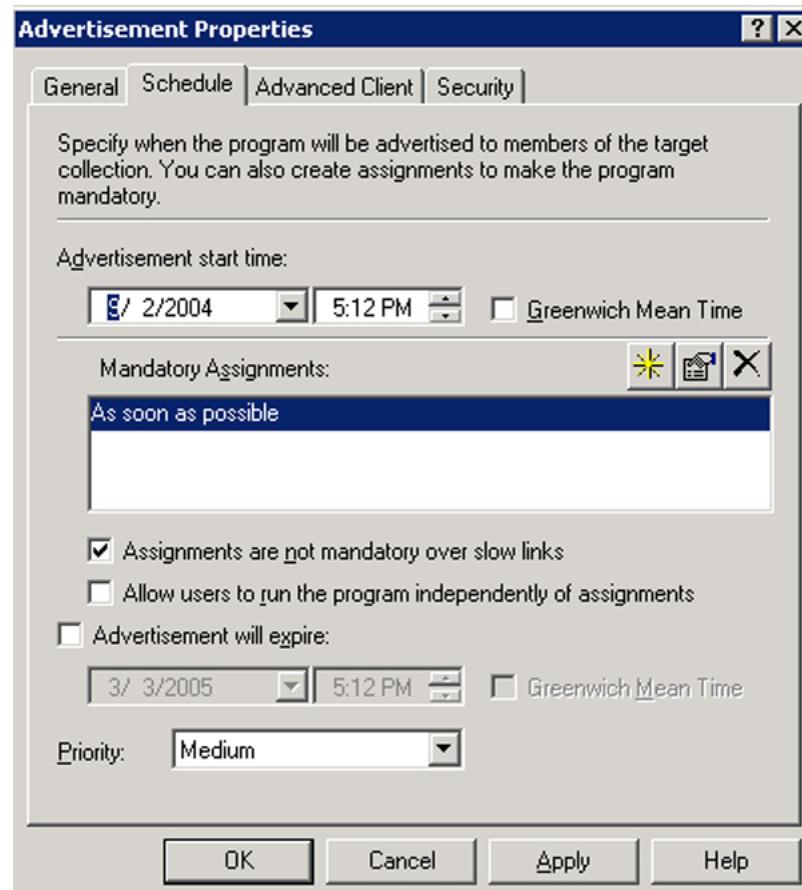 Advertisement Properties
General Schedule Advanced Client Security
Specify when the program will be advertised to members of the target
collection. You can also create assignments to make the program
mandatory.
Advertisement start time:
9/ 2/2004 5:12 PM Greenwich Mean Time
Mandatory Assignments:
As soon as possible
Assignments are not mandatory over slow links
Allow users to run the program independently of assignments
Advertisement will expire:
3/ 3/2005 5:12 PM Greenwich Mean Time
Priority: Medium
OK Cancel Apply Help